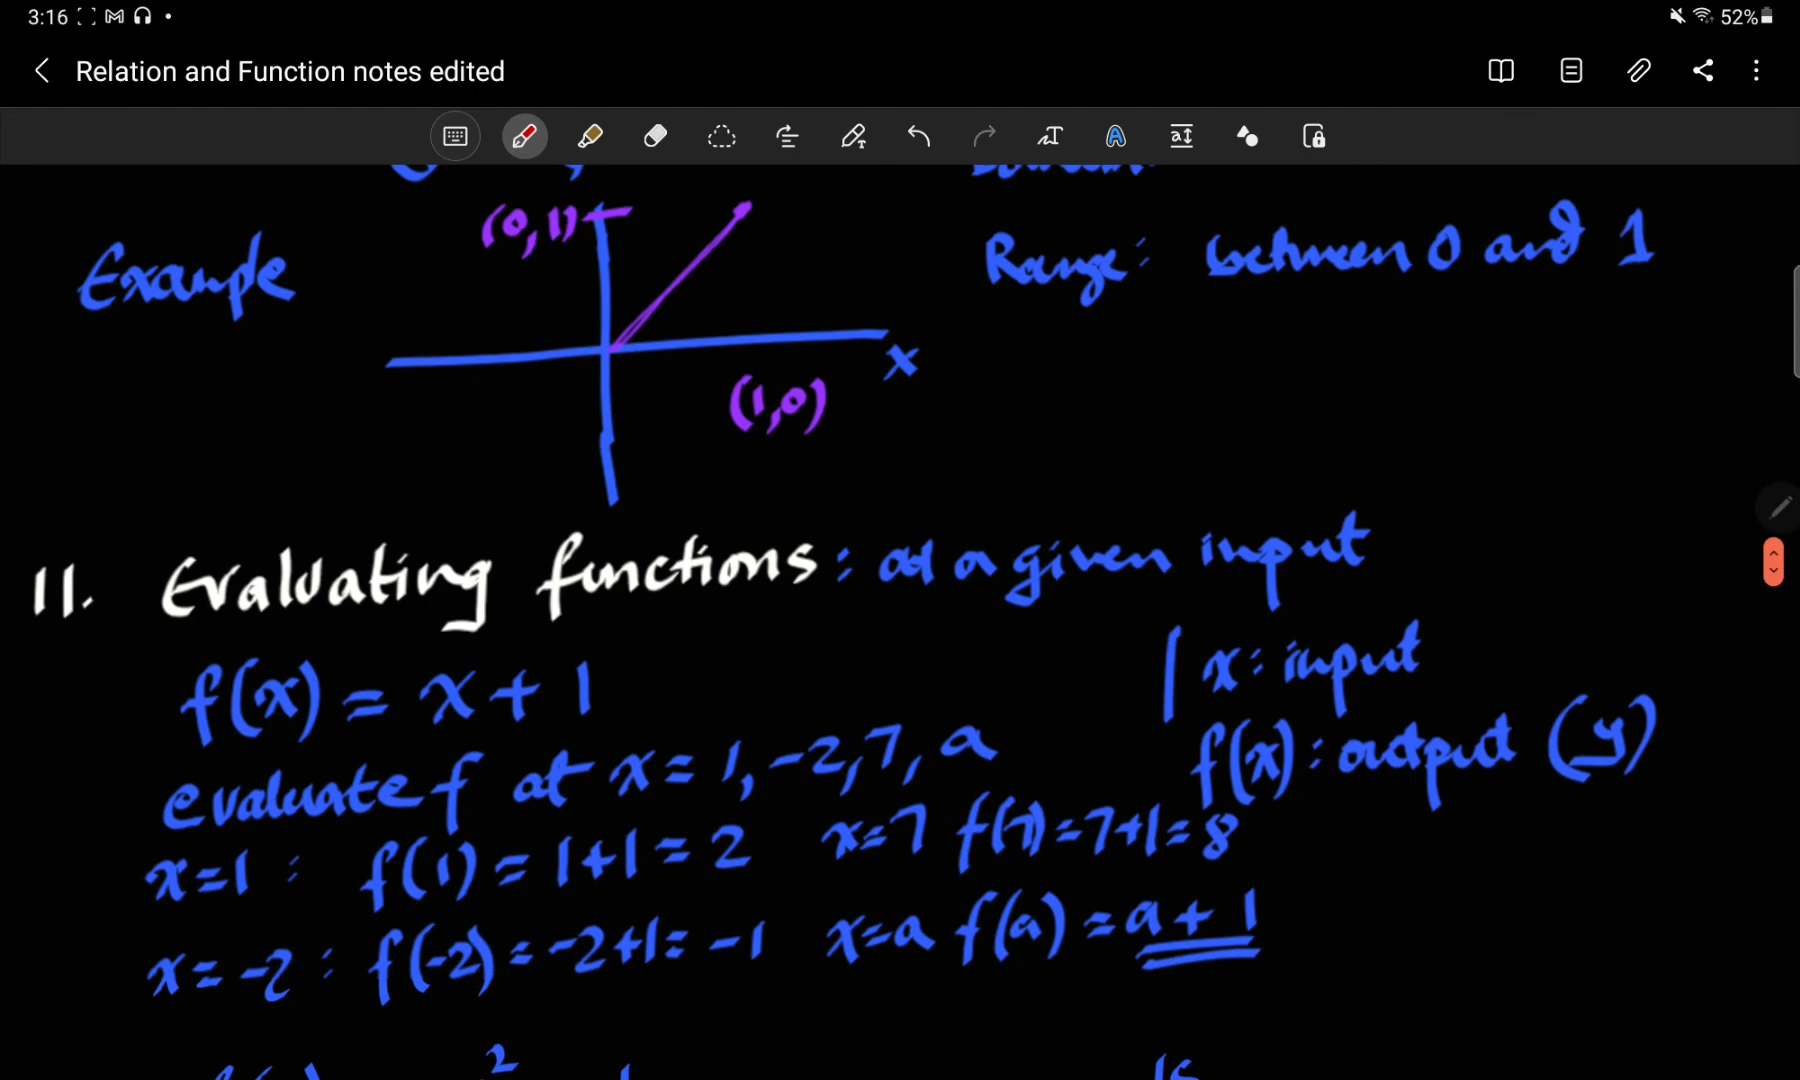 3:16
52%
Relation and Function notes edited
(0,1)
Example
Range: between 0 and 1
x
(1,0)
11. Evaluating functions: at a given input
f(x) = x + 1
x: input
evaluate f at x = 1, -2, 7, a
f(x): output (y)
x=1: f(1) = 1+1 = 2 x=7 f(7)=7+1=8
x=-2: f(-2)=-2+1=-1 x=a f(a) = a + 1